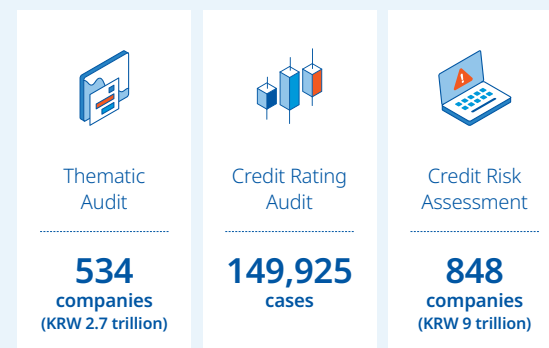 Thematic
Audit
534
companies
(KRW 2.7 trillion)
Credit Rating
Audit
149,925
cases
Credit Risk
Assessment
848
companies
(KRW 9 trillion)